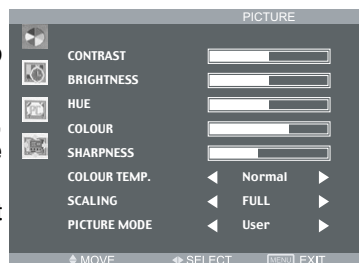 PICTURE
CONTRAST
BRIGHTNESS
HUE
COLOUR
SHARPNESS
COLOUR TEMP. Normal
SCALING FULL
PICTURE MODE User
MOVE SELECT MENU EXIT